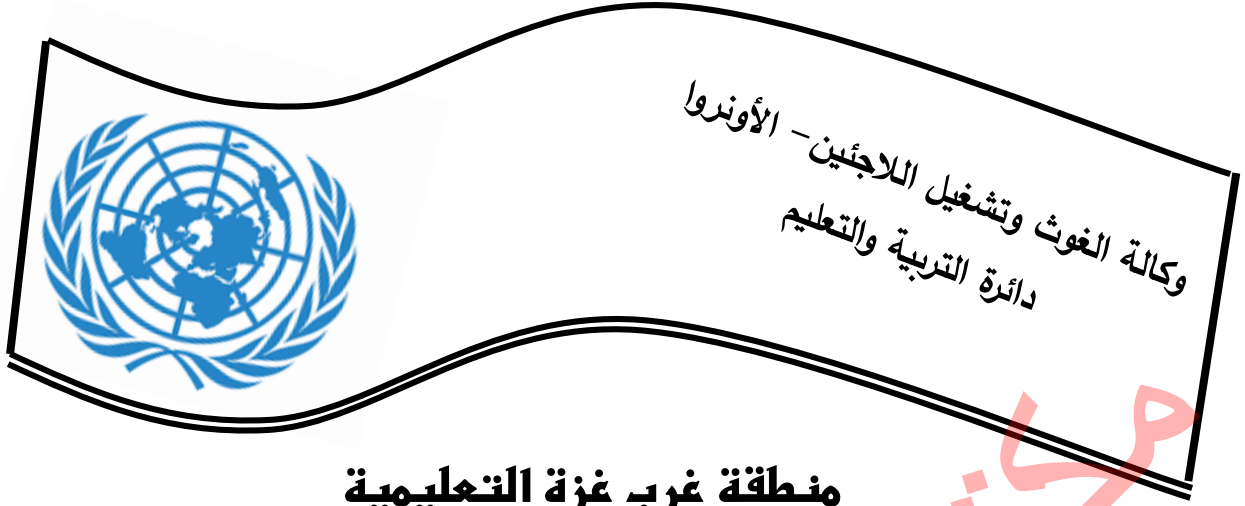 وكالة الغوث وتشغيل اللاجئين- الأونروا
دائرة التربية والتعليم
منطقة غرب غزة التعليمية